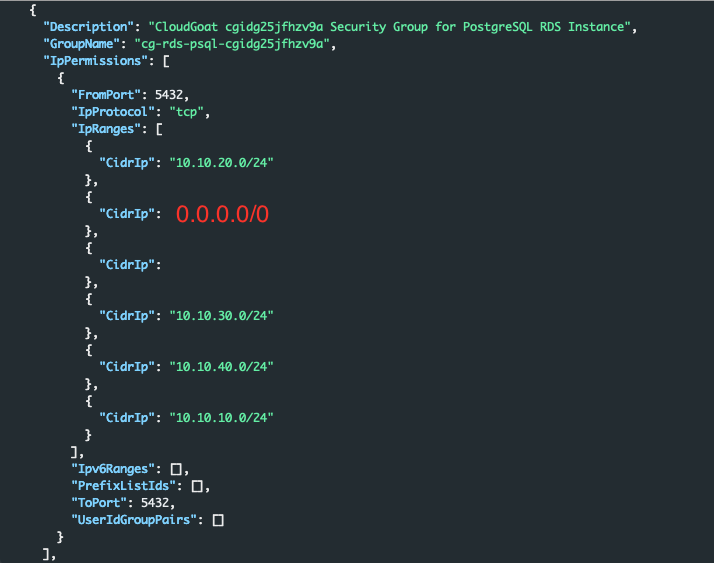 {
"Description": "CloudGoat cgidg25jfhzv9a Security Group for PostgreSQL RDS Instance",
"GroupName": "cg-rds-psql-cgidg25jfhzv9a",
"IpPermissions": [
{
"FromPort": 5432,
"IpProtocol": "tcp",
"IpRanges": [
{
"CidrIp": "10.10.20.0/24"
},
{
"CidrIp": 0.0.0.0/0
},
{
"CidrIp":
},
{
"CidrIp": "10.10.30.0/24"
},
{
"CidrIp": "10.10.40.0/24"
},
{
"CidrIp": "10.10.10.0/24"
}
],
"Ipv6Ranges": [],
"PrefixListIds": [],
"ToPort": 5432,
"UserIdGroupPairs": []
}
],